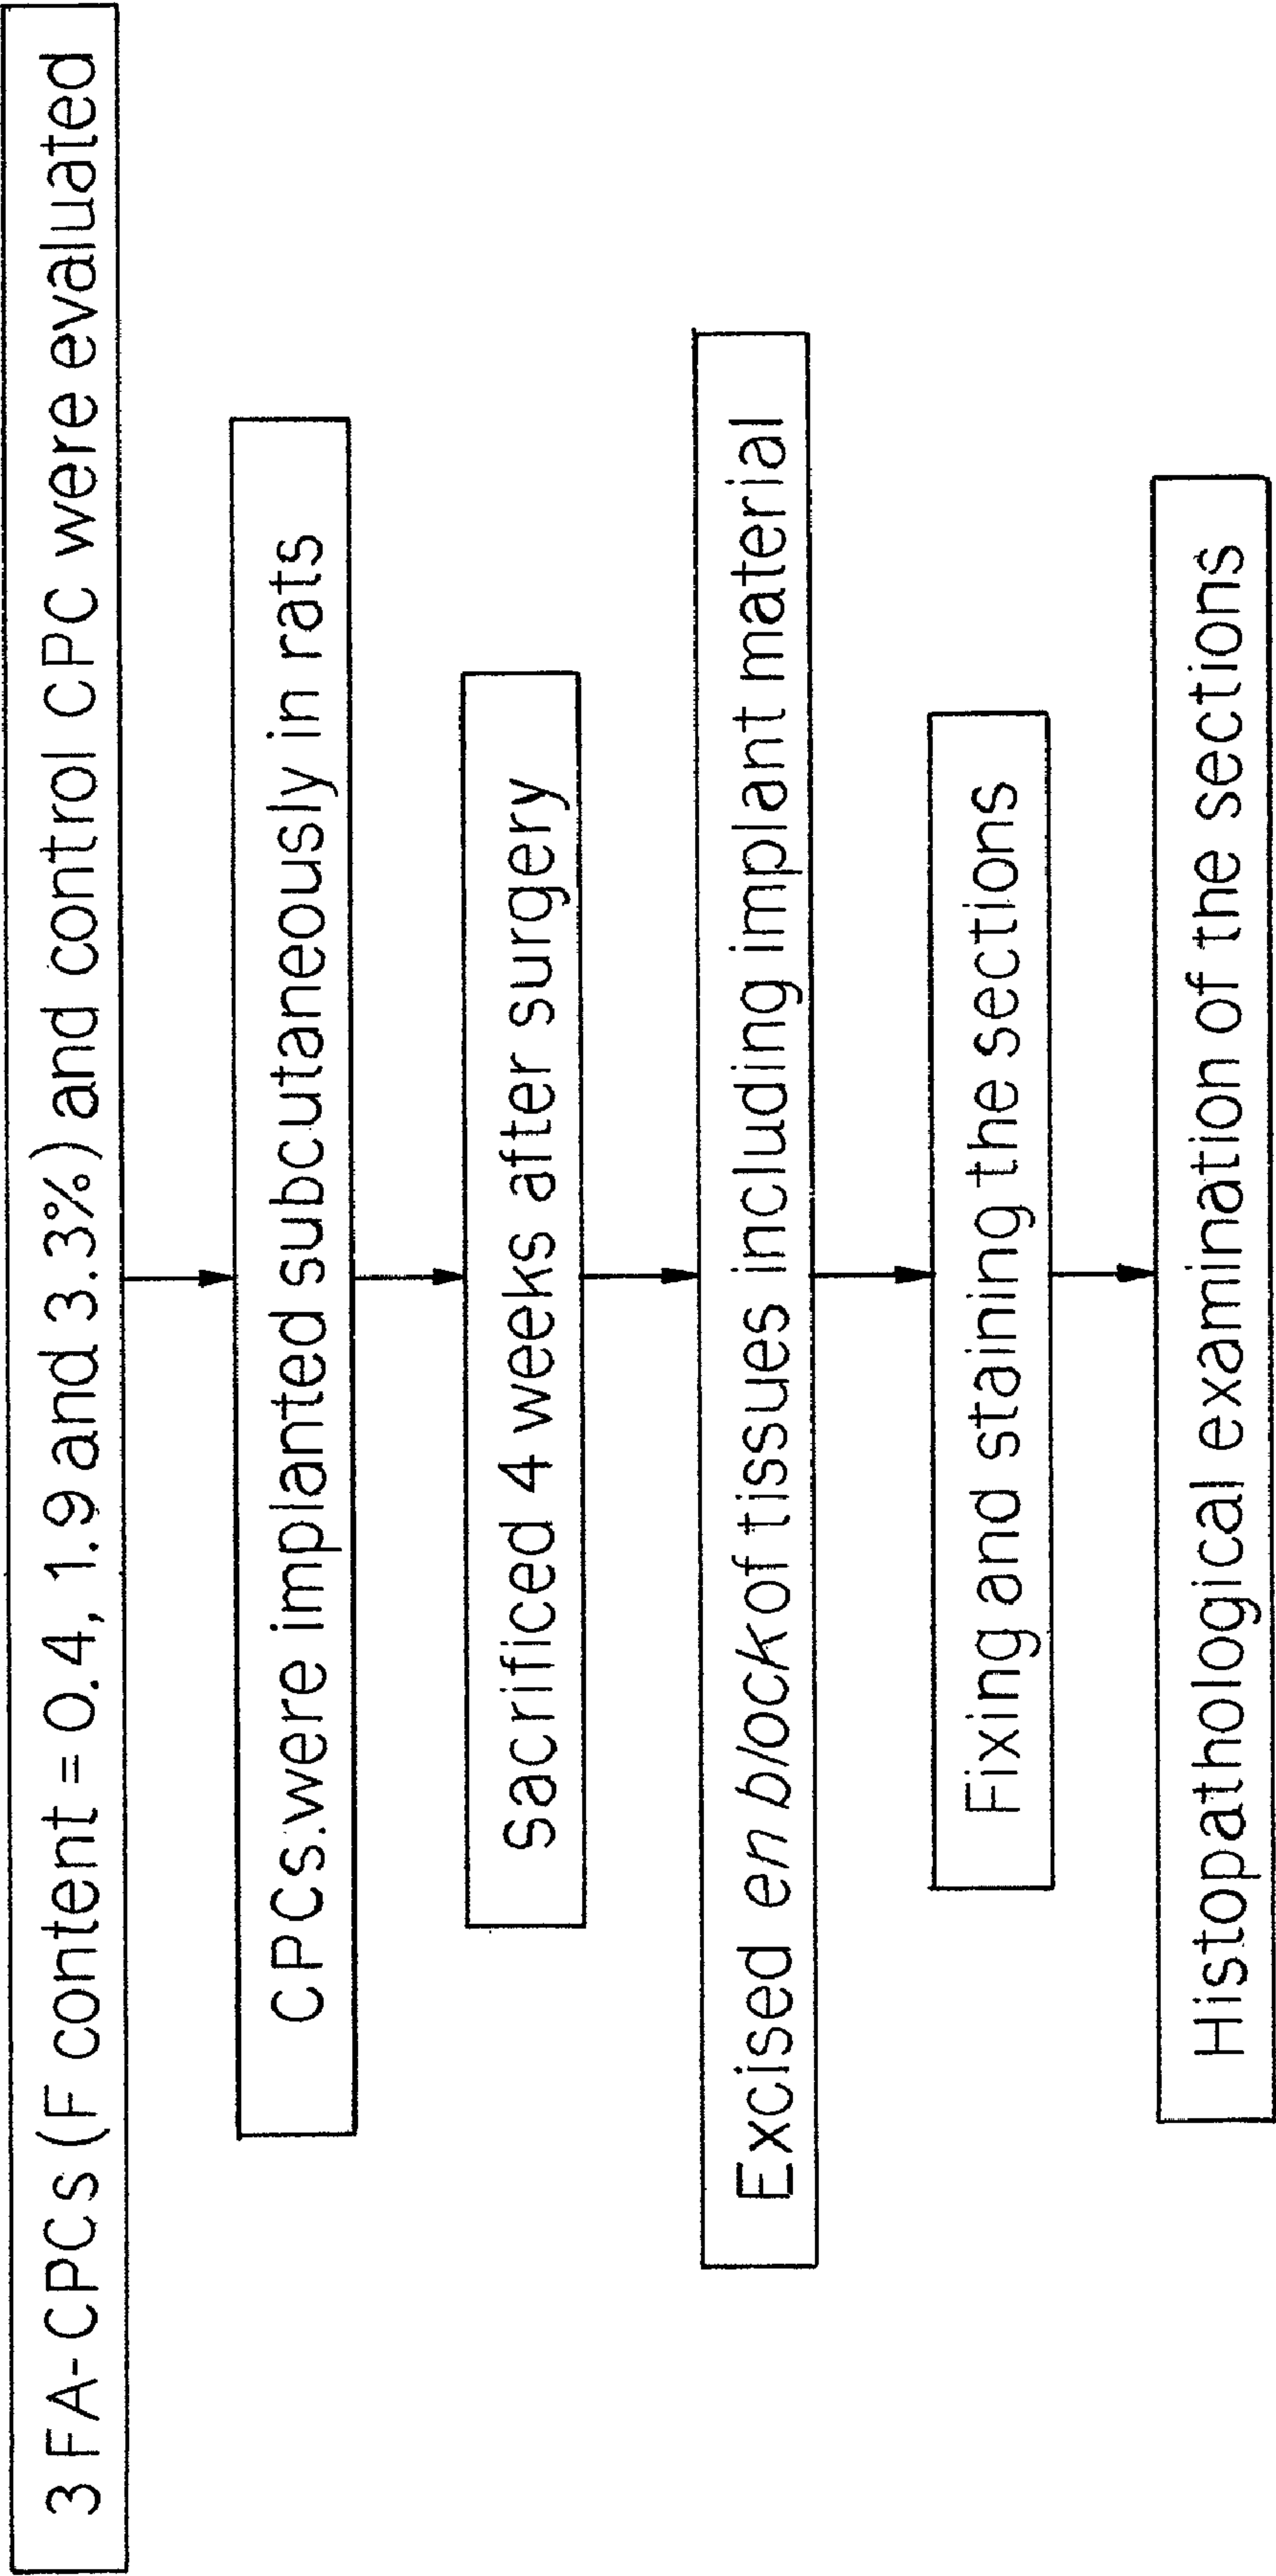 3 FA-CPCs (F content = 0.4, 1.9 and 3.3%) and control CPC were evaluated
CPCs.were implanted subcutaneously in rats
Sacrificed 4 weeks after surgery
Excised en block of tissues including implant material
Fixing and staining the sections
Histopathological examination of the sections